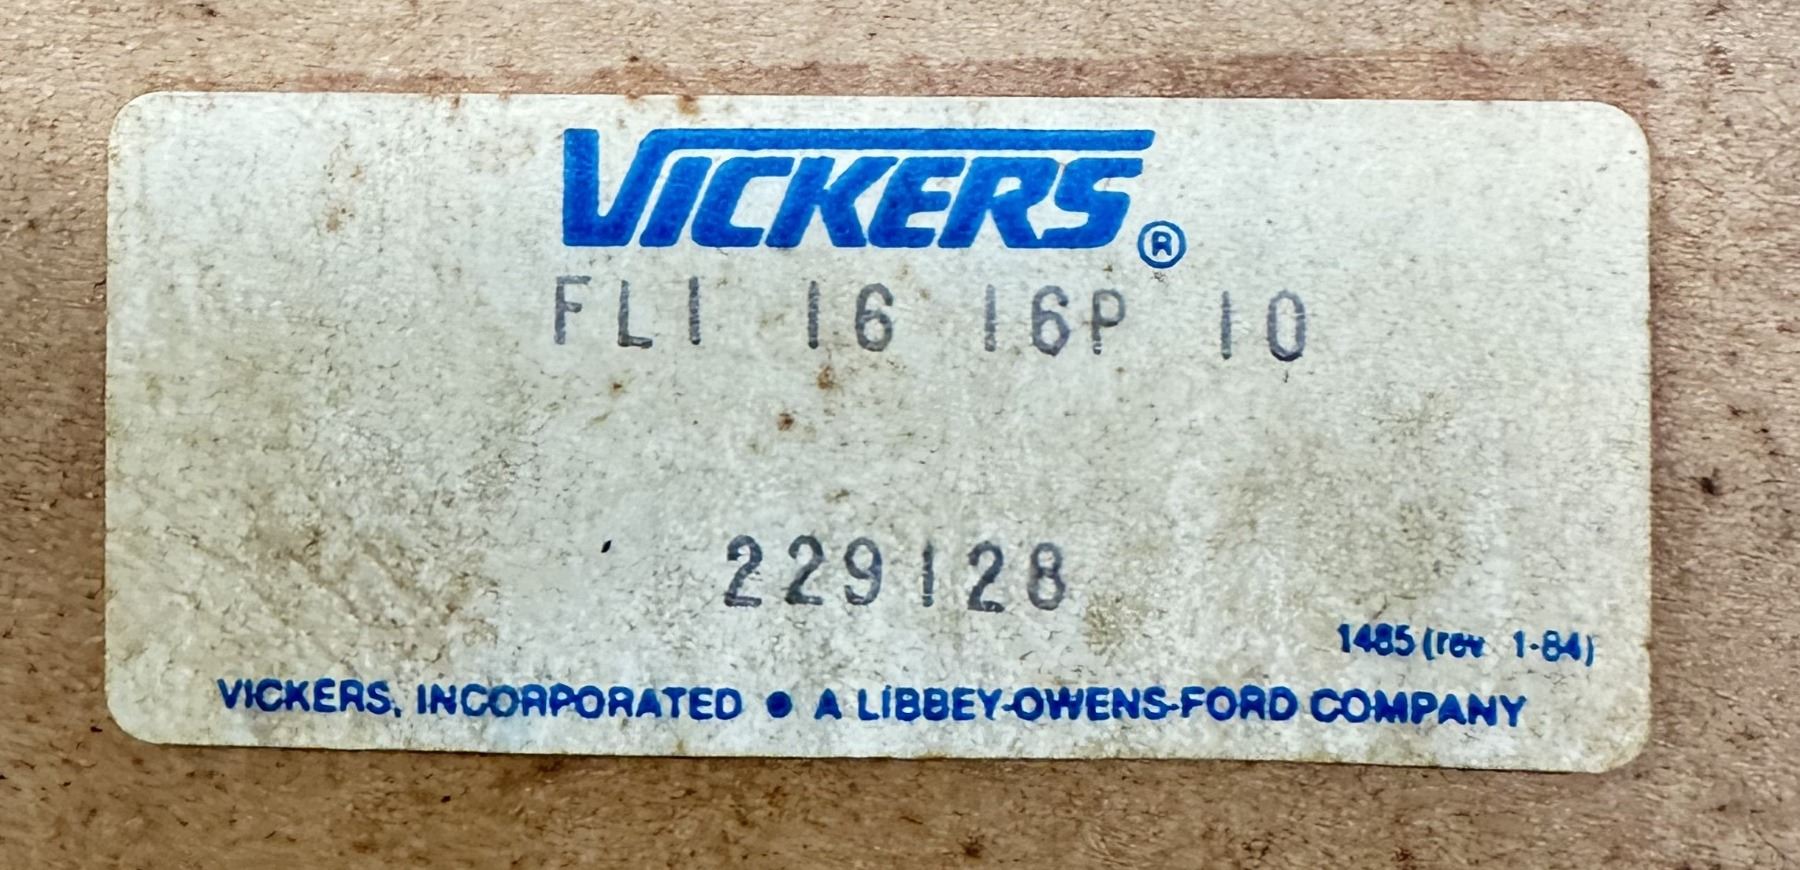 VICKERS®
FL1 16 16P 10
229128
1485 (rev 1-84)
VICKERS, INCORPORATED • A LIBBEY-OWENS-FORD COMPANY